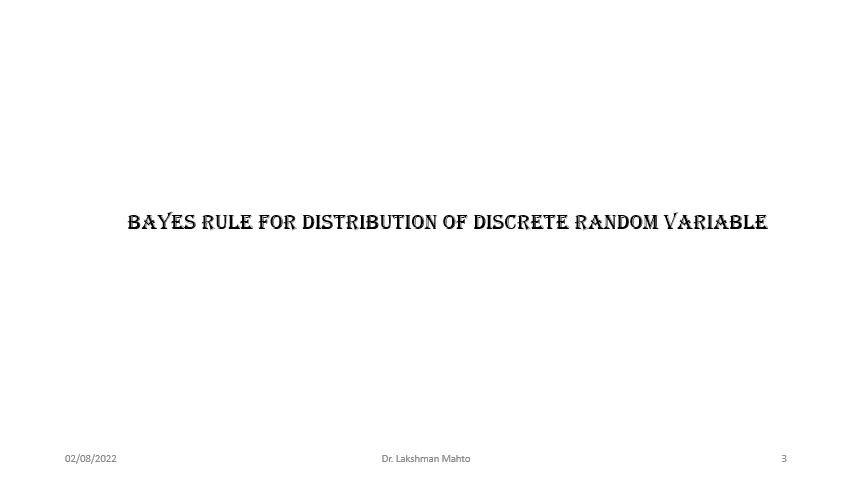 BAYES RULE FOR DISTRIBUTION OF DISCRETE RANDOM VARIABLE
02/08/2022
Dr. Lakshman Mahto
3